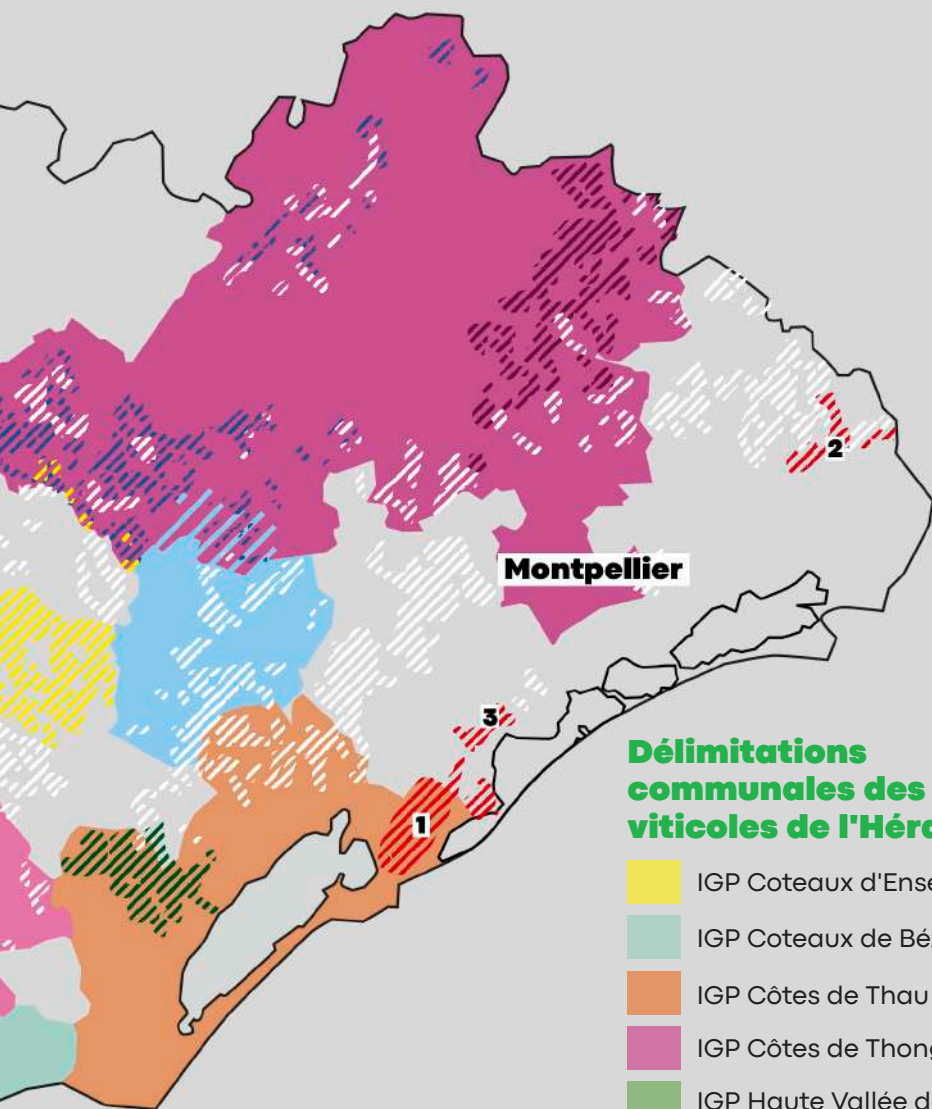 2
Montpellier
3
1
Délimitations
communales des
viticoles de l'Héra
IGP Coteaux d'Ense
IGP Coteaux de Béz
IGP Côtes de Thau
IGP Côtes de Thong
IGP Haute Vallée d